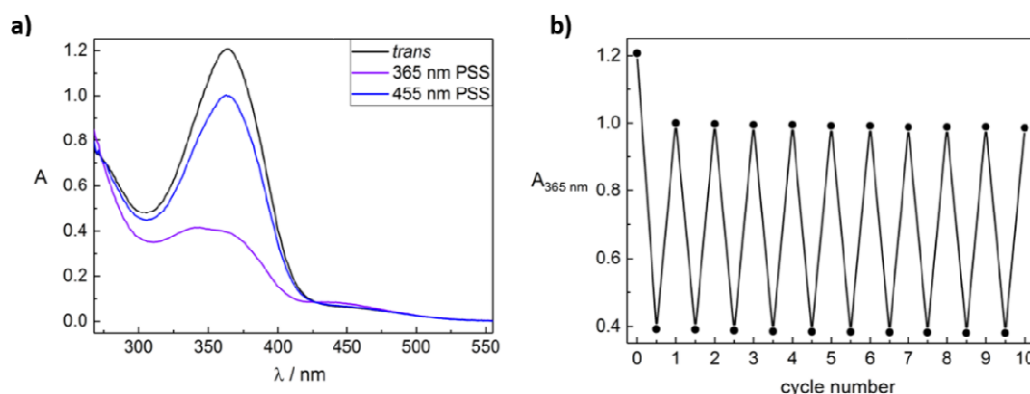 a)
trans
365 nm PSS
455 nm PSS
1.2
1.0
0.8
0.6
0.4
0.2
0.0
A
300 350 400 450 500 550
λ / nm
b)
1.2
1.0
0.8
0.6
0.4
A365 nm
0 1 2 3 4 5 6 7 8 9 10
cycle number